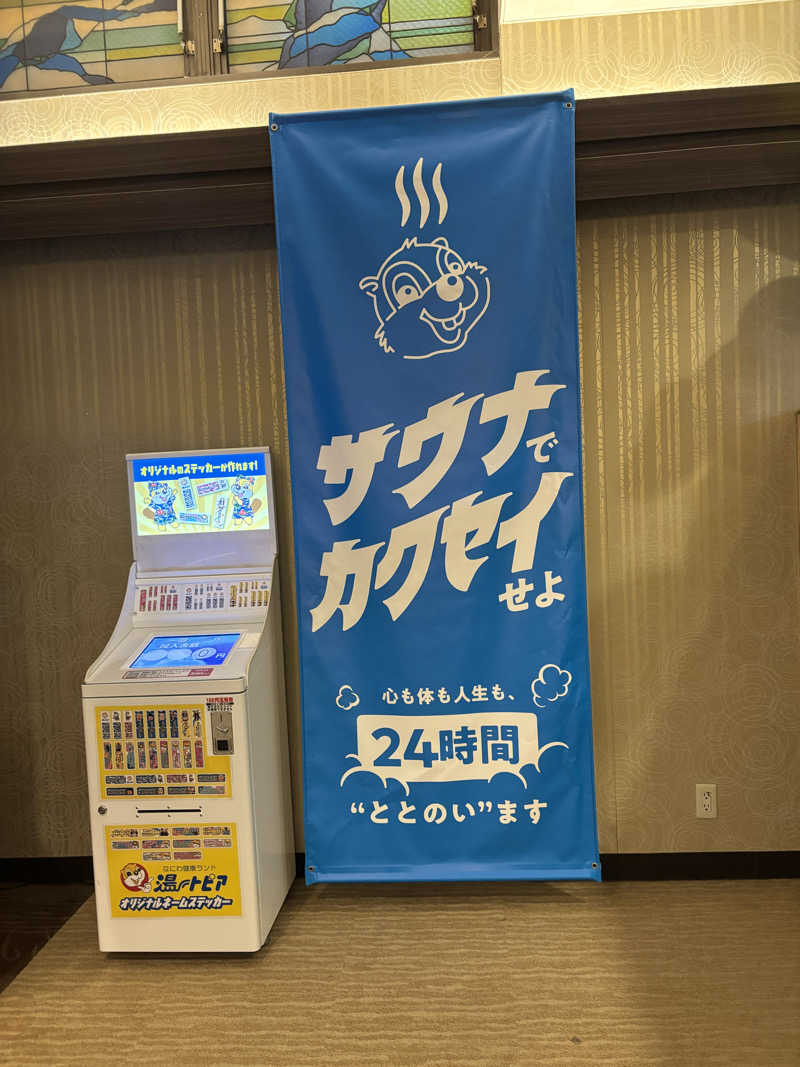 サウナで
カクセイ
せよ
心も体も人生も、
24時間
“ととのい”ます
オリジナルのステッカーが作れます!
0円
なにわ健康ランド
湯〜トピア
オリジナルネームステッカー